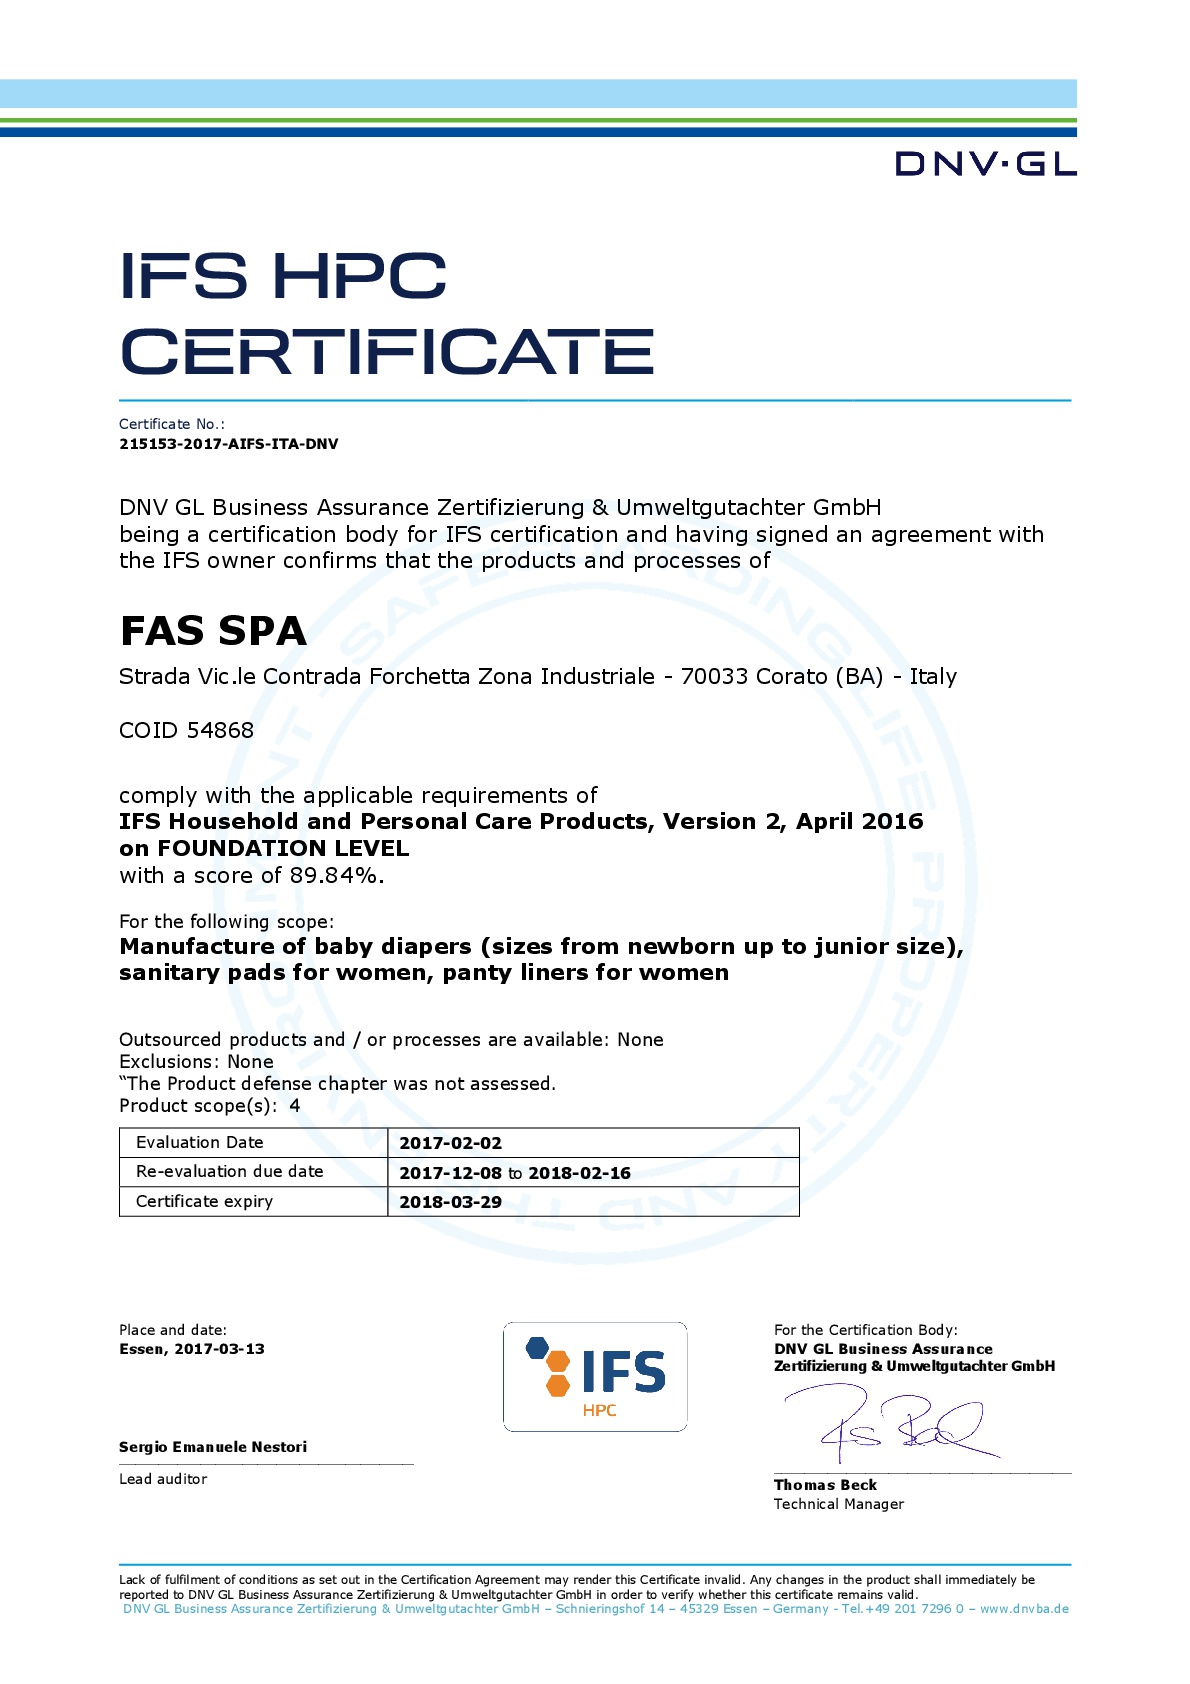 DNV·GL
IFS HPC
CERTIFICATE
Certificate No.:
215153-2017-AIFS-ITA-DNV
DNV GL Business Assurance Zertifizierung & Umweltgutachter GmbH
being a certification body for IFS certification and having signed an agreement with
the IFS owner confirms that the products and processes of
FAS SPA
Strada Vic.le Contrada Forchetta Zona Industriale - 70033 Corato (BA) - Italy
COID 54868
comply with the applicable requirements of
IFS Household and Personal Care Products, Version 2, April 2016
on FOUNDATION LEVEL
with a score of 89.84%.
For the following scope:
Manufacture of baby diapers (sizes from newborn up to junior size),
sanitary pads for women, panty liners for women
Outsourced products and / or processes are available: None
Exclusions: None
“The Product defense chapter was not assessed.
Product scope(s): 4
Evaluation Date 2017-02-02
Re-evaluation due date 2017-12-08 to 2018-02-16
Certificate expiry 2018-03-29
SAFEGUARDING LIFE PROPERTY AND THE ENVIRONMENT
Place and date:
Essen, 2017-03-13
Sergio Emanuele Nestori
Lead auditor
IFS
HPC
For the Certification Body:
DNV GL Business Assurance
Zertifizierung & Umweltgutachter GmbH
Thomas Beck
Technical Manager
Lack of fulfilment of conditions as set out in the Certification Agreement may render this Certificate invalid. Any changes in the product shall immediately be
reported to DNV GL Business Assurance Zertifizierung & Umweltgutachter GmbH in order to verify whether this certificate remains valid.
DNV GL Business Assurance Zertifizierung & Umweltgutachter GmbH – Schnieringshof 14 – 45329 Essen – Germany - Tel.+49 201 7296 0 – www.dnvba.de